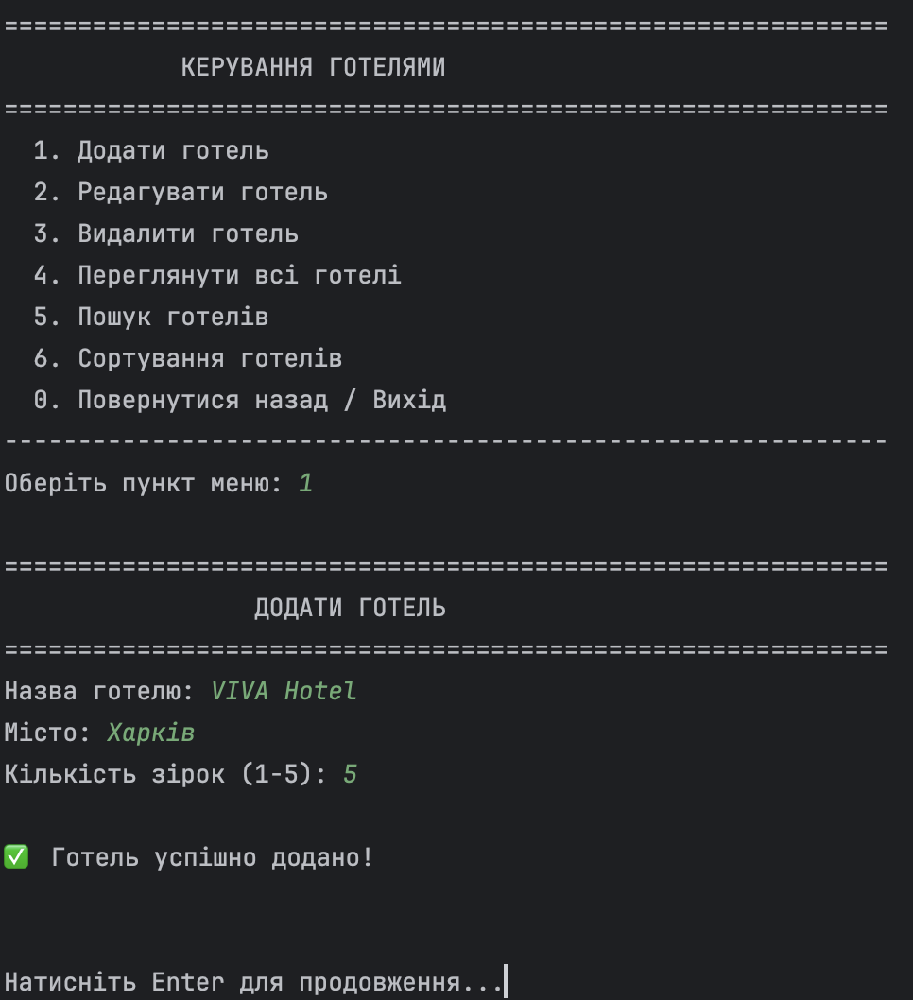 ============================================================
КЕРУВАННЯ ГОТЕЛЯМИ
============================================================
1. Додати готель
2. Редагувати готель
3. Видалити готель
4. Переглянути всі готелі
5. Пошук готелів
6. Сортування готелів
0. Повернутися назад / Вихід
------------------------------------------------------------
Оберіть пункт меню: 1
============================================================
ДОДАТИ ГОТЕЛЬ
============================================================
Назва готелю: VIVA Hotel
Місто: Харків
Кількість зірок (1-5): 5
✅ Готель успішно додано!
Натисніть Enter для продовження...